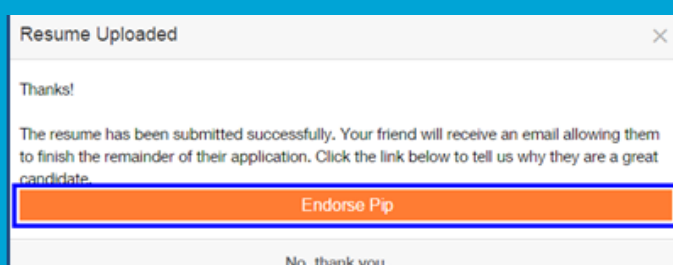 Resume Uploaded
Thanks!
The resume has been submitted successfully. Your friend will receive an email allowing them
to finish the remainder of their application. Click the link below to tell us why they are a great
candidate.
Endorse Pip
No, thank you